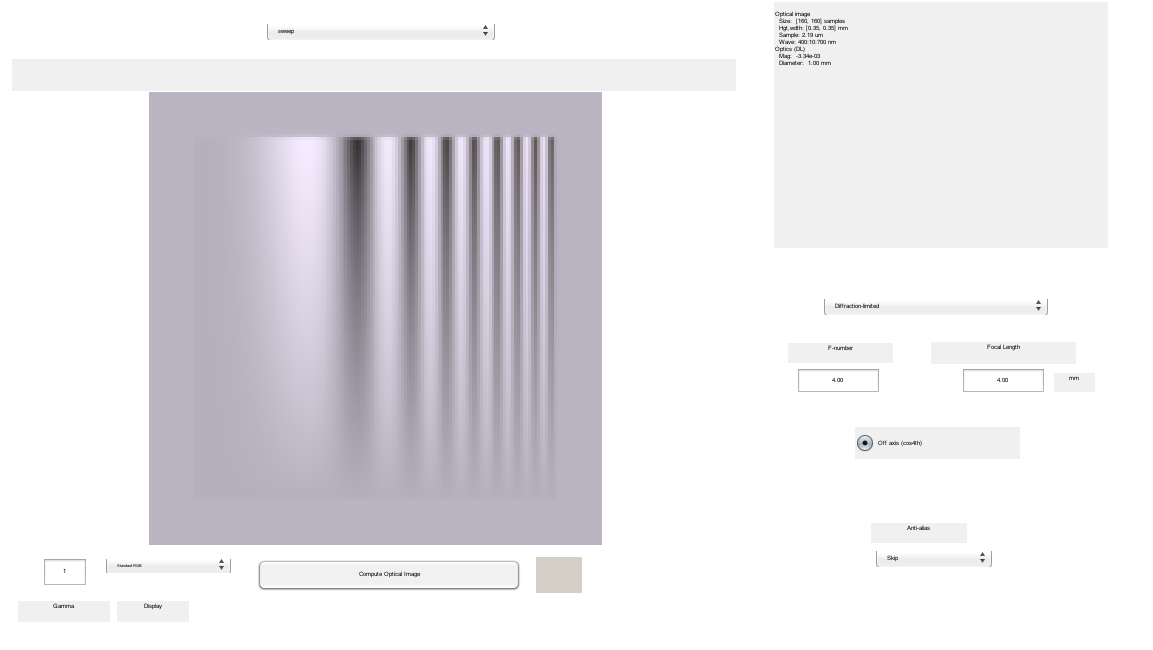 sweep
Optical image
Size: [160, 160] samples
Hgt,wdth: [0.35, 0.35] mm
Sample: 2.19 um
Wave: 400:10:700 nm
Optics (DL)
Mag: -3.34e-03
Diameter: 1.00 mm
Diffraction-limited
F-number
Focal Length
4.00
4.00
mm
Off axis (cos4th)
Anti-alias
Skip
1
Standard RGB
Compute Optical Image
Gamma
Display